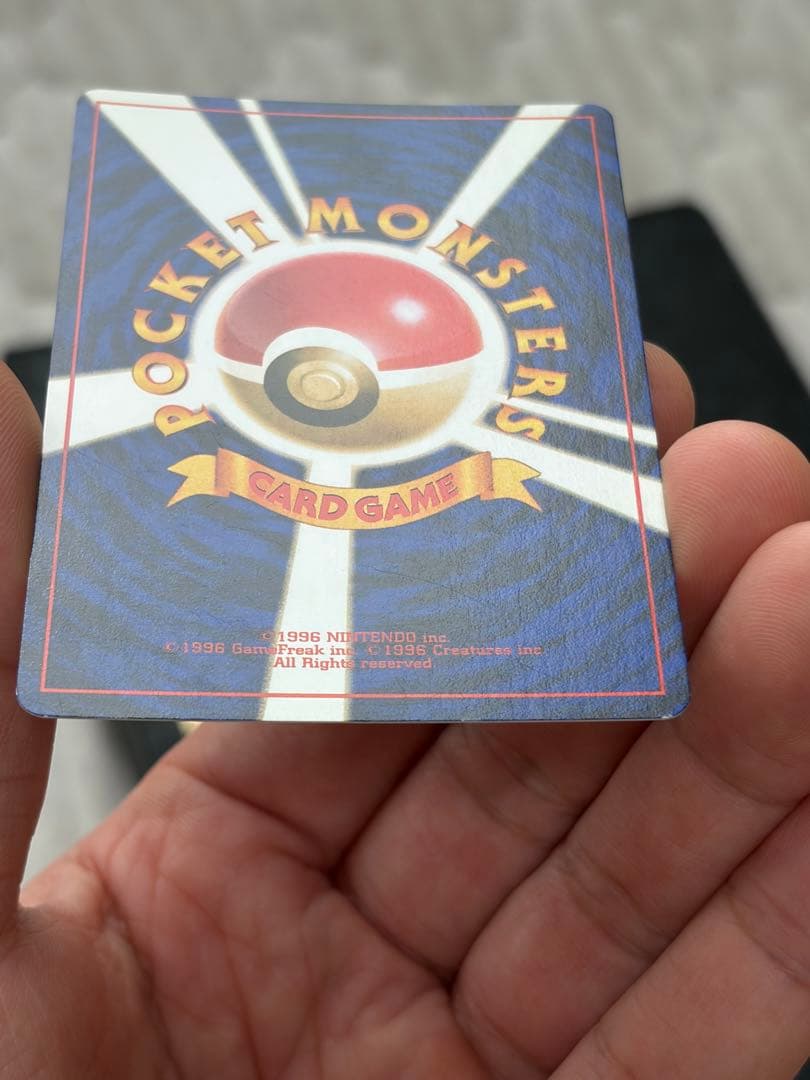 POCKET MONSTERS
CARD GAME
©1996 NINTENDO inc.
©1996 GameFreak inc. ©1996 Creatures inc.
All Rights reserved